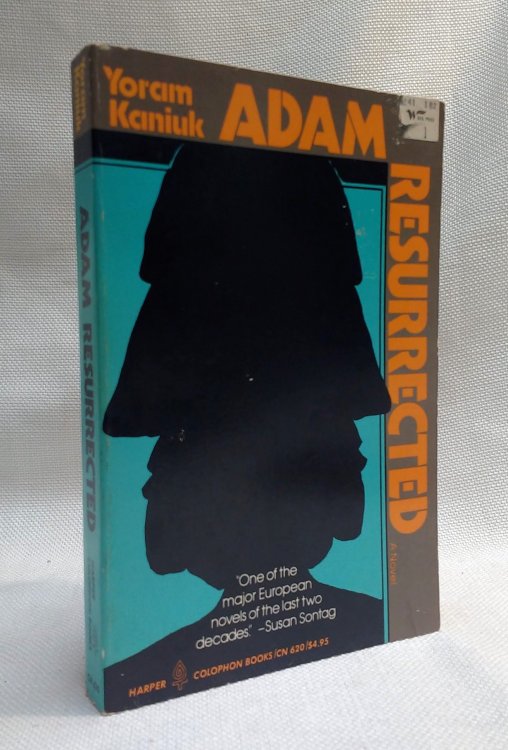 Yoram
Kaniuk
ADAM
RESURRECTED
A Novel
"One of the
major European
novels of the last two
decades." —Susan Sontag
HARPER COLOPHON BOOKS/CN 620/$4.95
ADAM RESURRECTED